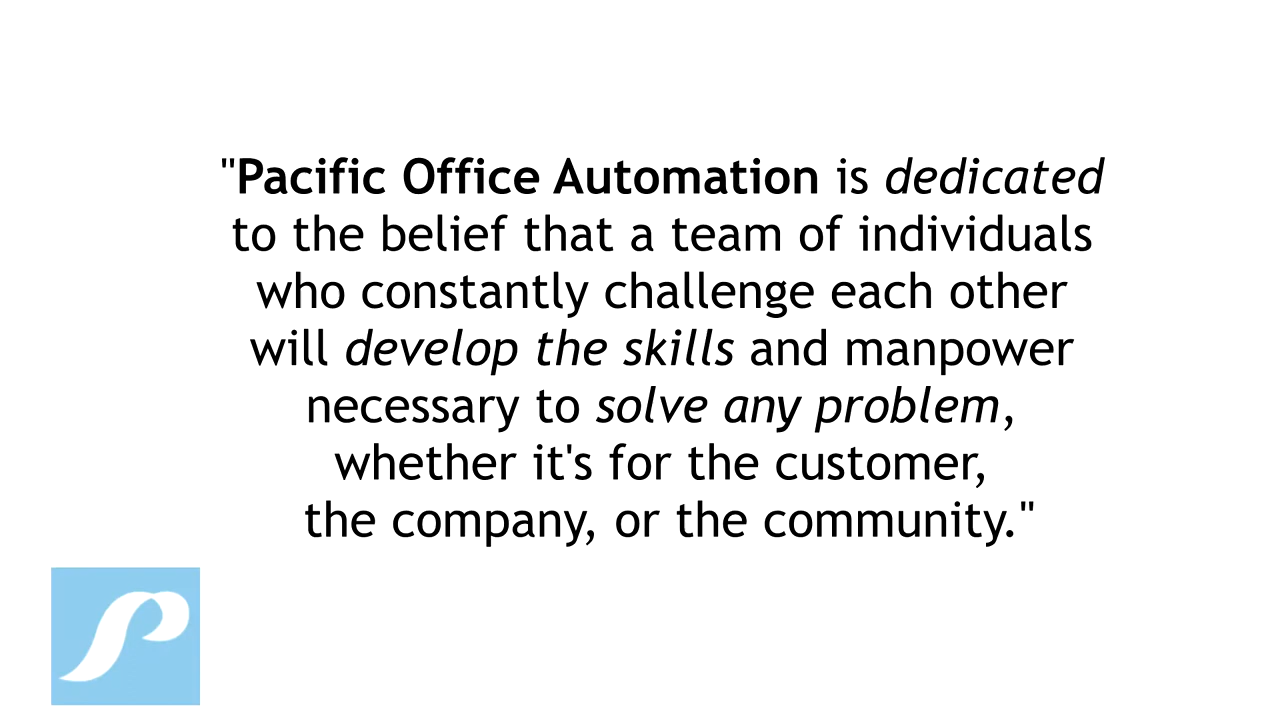 "Pacific Office Automation is dedicated
to the belief that a team of individuals
who constantly challenge each other
will develop the skills and manpower
necessary to solve any problem,
whether it's for the customer,
the company, or the community."
P